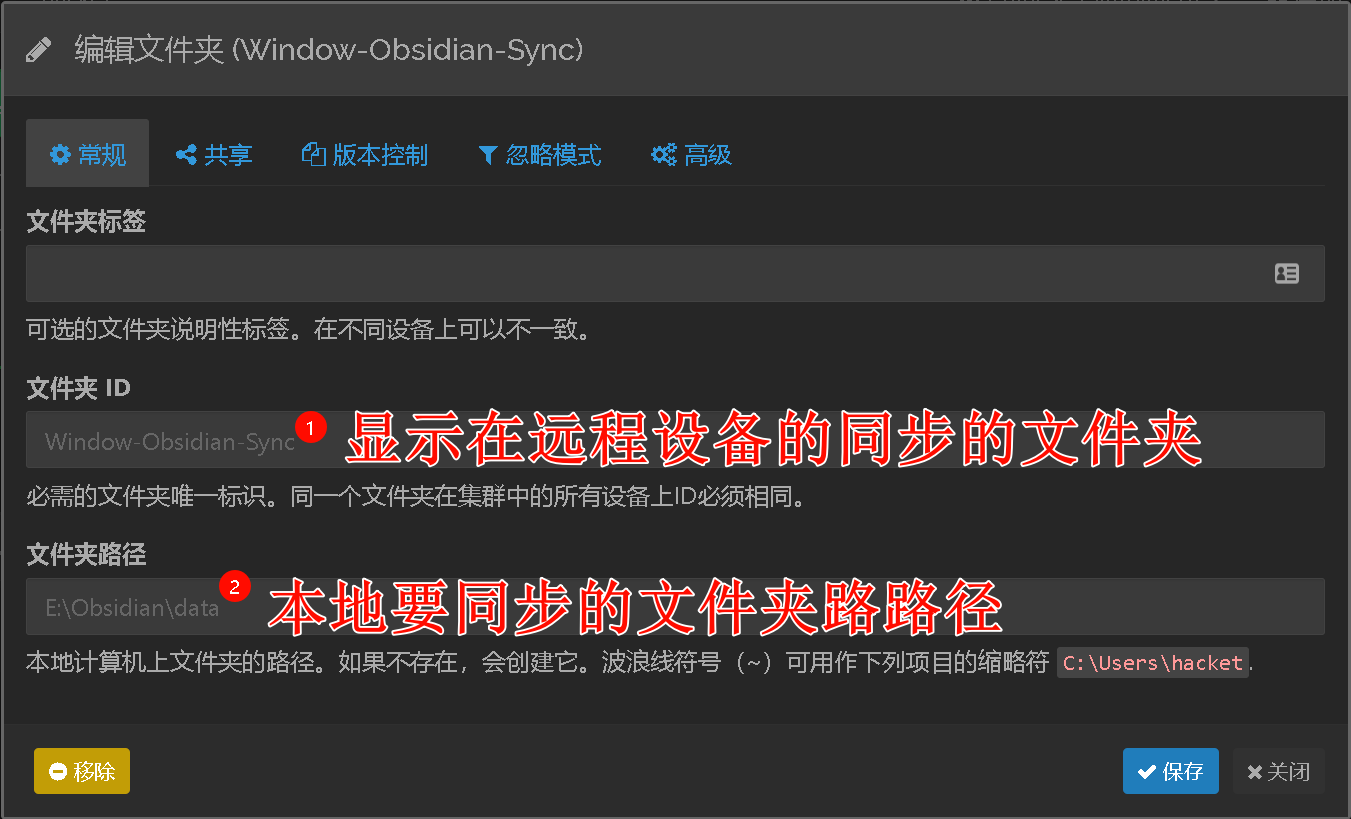 编辑文件夹 (Window-Obsidian-Sync)
常规 共享 版本控制 忽略模式 高级
文件夹标签
可选的文件夹说明性标签。在不同设备上可以不一致。
文件夹 ID
Window-Obsidian-Sync 1 显示在远程设备的同步的文件夹
必需的文件夹唯一标识。同一个文件夹在集群中的所有设备上ID必须相同。
文件夹路径
E:\Obsidian\data 2 本地要同步的文件夹路路径
本地计算机上文件夹的路径。如果不存在，会创建它。波浪线符号（~）可用作下列项目的缩略符 C:\Users\hacket.
移除 保存 关闭